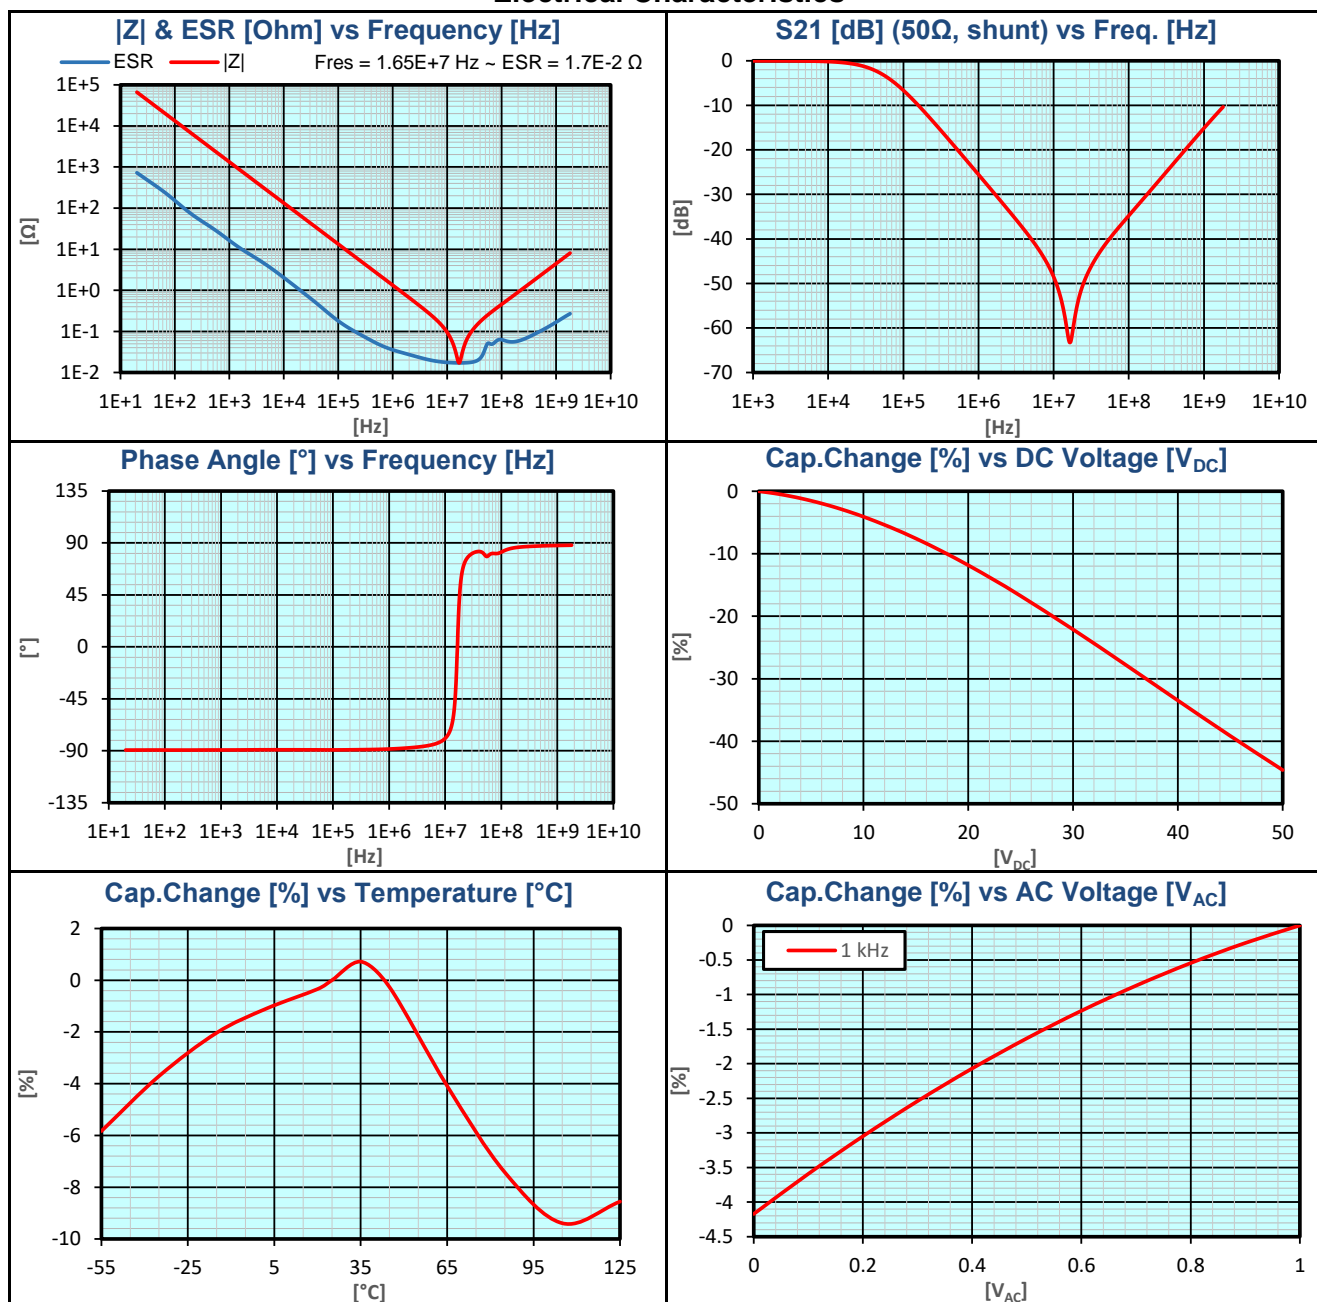 |Z| & ESR [Ohm] vs Frequency [Hz]
ESR |Z| Fres = 1.65E+7 Hz ~ ESR = 1.7E-2 Ω
1E+5
1E+4
1E+3
1E+2
1E+1
1E+0
1E-1
1E-2
[Ω]
1E+1 1E+2 1E+3 1E+4 1E+5 1E+6 1E+7 1E+8 1E+9 1E+10
[Hz]
S21 [dB] (50Ω, shunt) vs Freq. [Hz]
0
-10
-20
-30
-40
-50
-60
-70
[dB]
1E+3 1E+4 1E+5 1E+6 1E+7 1E+8 1E+9 1E+10
[Hz]
Phase Angle [°] vs Frequency [Hz]
135
90
45
0
-45
-90
-135
[°]
1E+1 1E+2 1E+3 1E+4 1E+5 1E+6 1E+7 1E+8 1E+9 1E+10
[Hz]
Cap.Change [%] vs DC Voltage [VDC]
0
-10
-20
-30
-40
-50
[%]
0 10 20 30 40 50
[VDC]
Cap.Change [%] vs Temperature [°C]
2
0
-2
-4
-6
-8
-10
[%]
-55 -25 5 35 65 95 125
[°C]
Cap.Change [%] vs AC Voltage [VAC]
1 kHz
0
-0.5
-1
-1.5
-2
-2.5
-3
-3.5
-4
-4.5
[%]
0 0.2 0.4 0.6 0.8 1
[VAC]